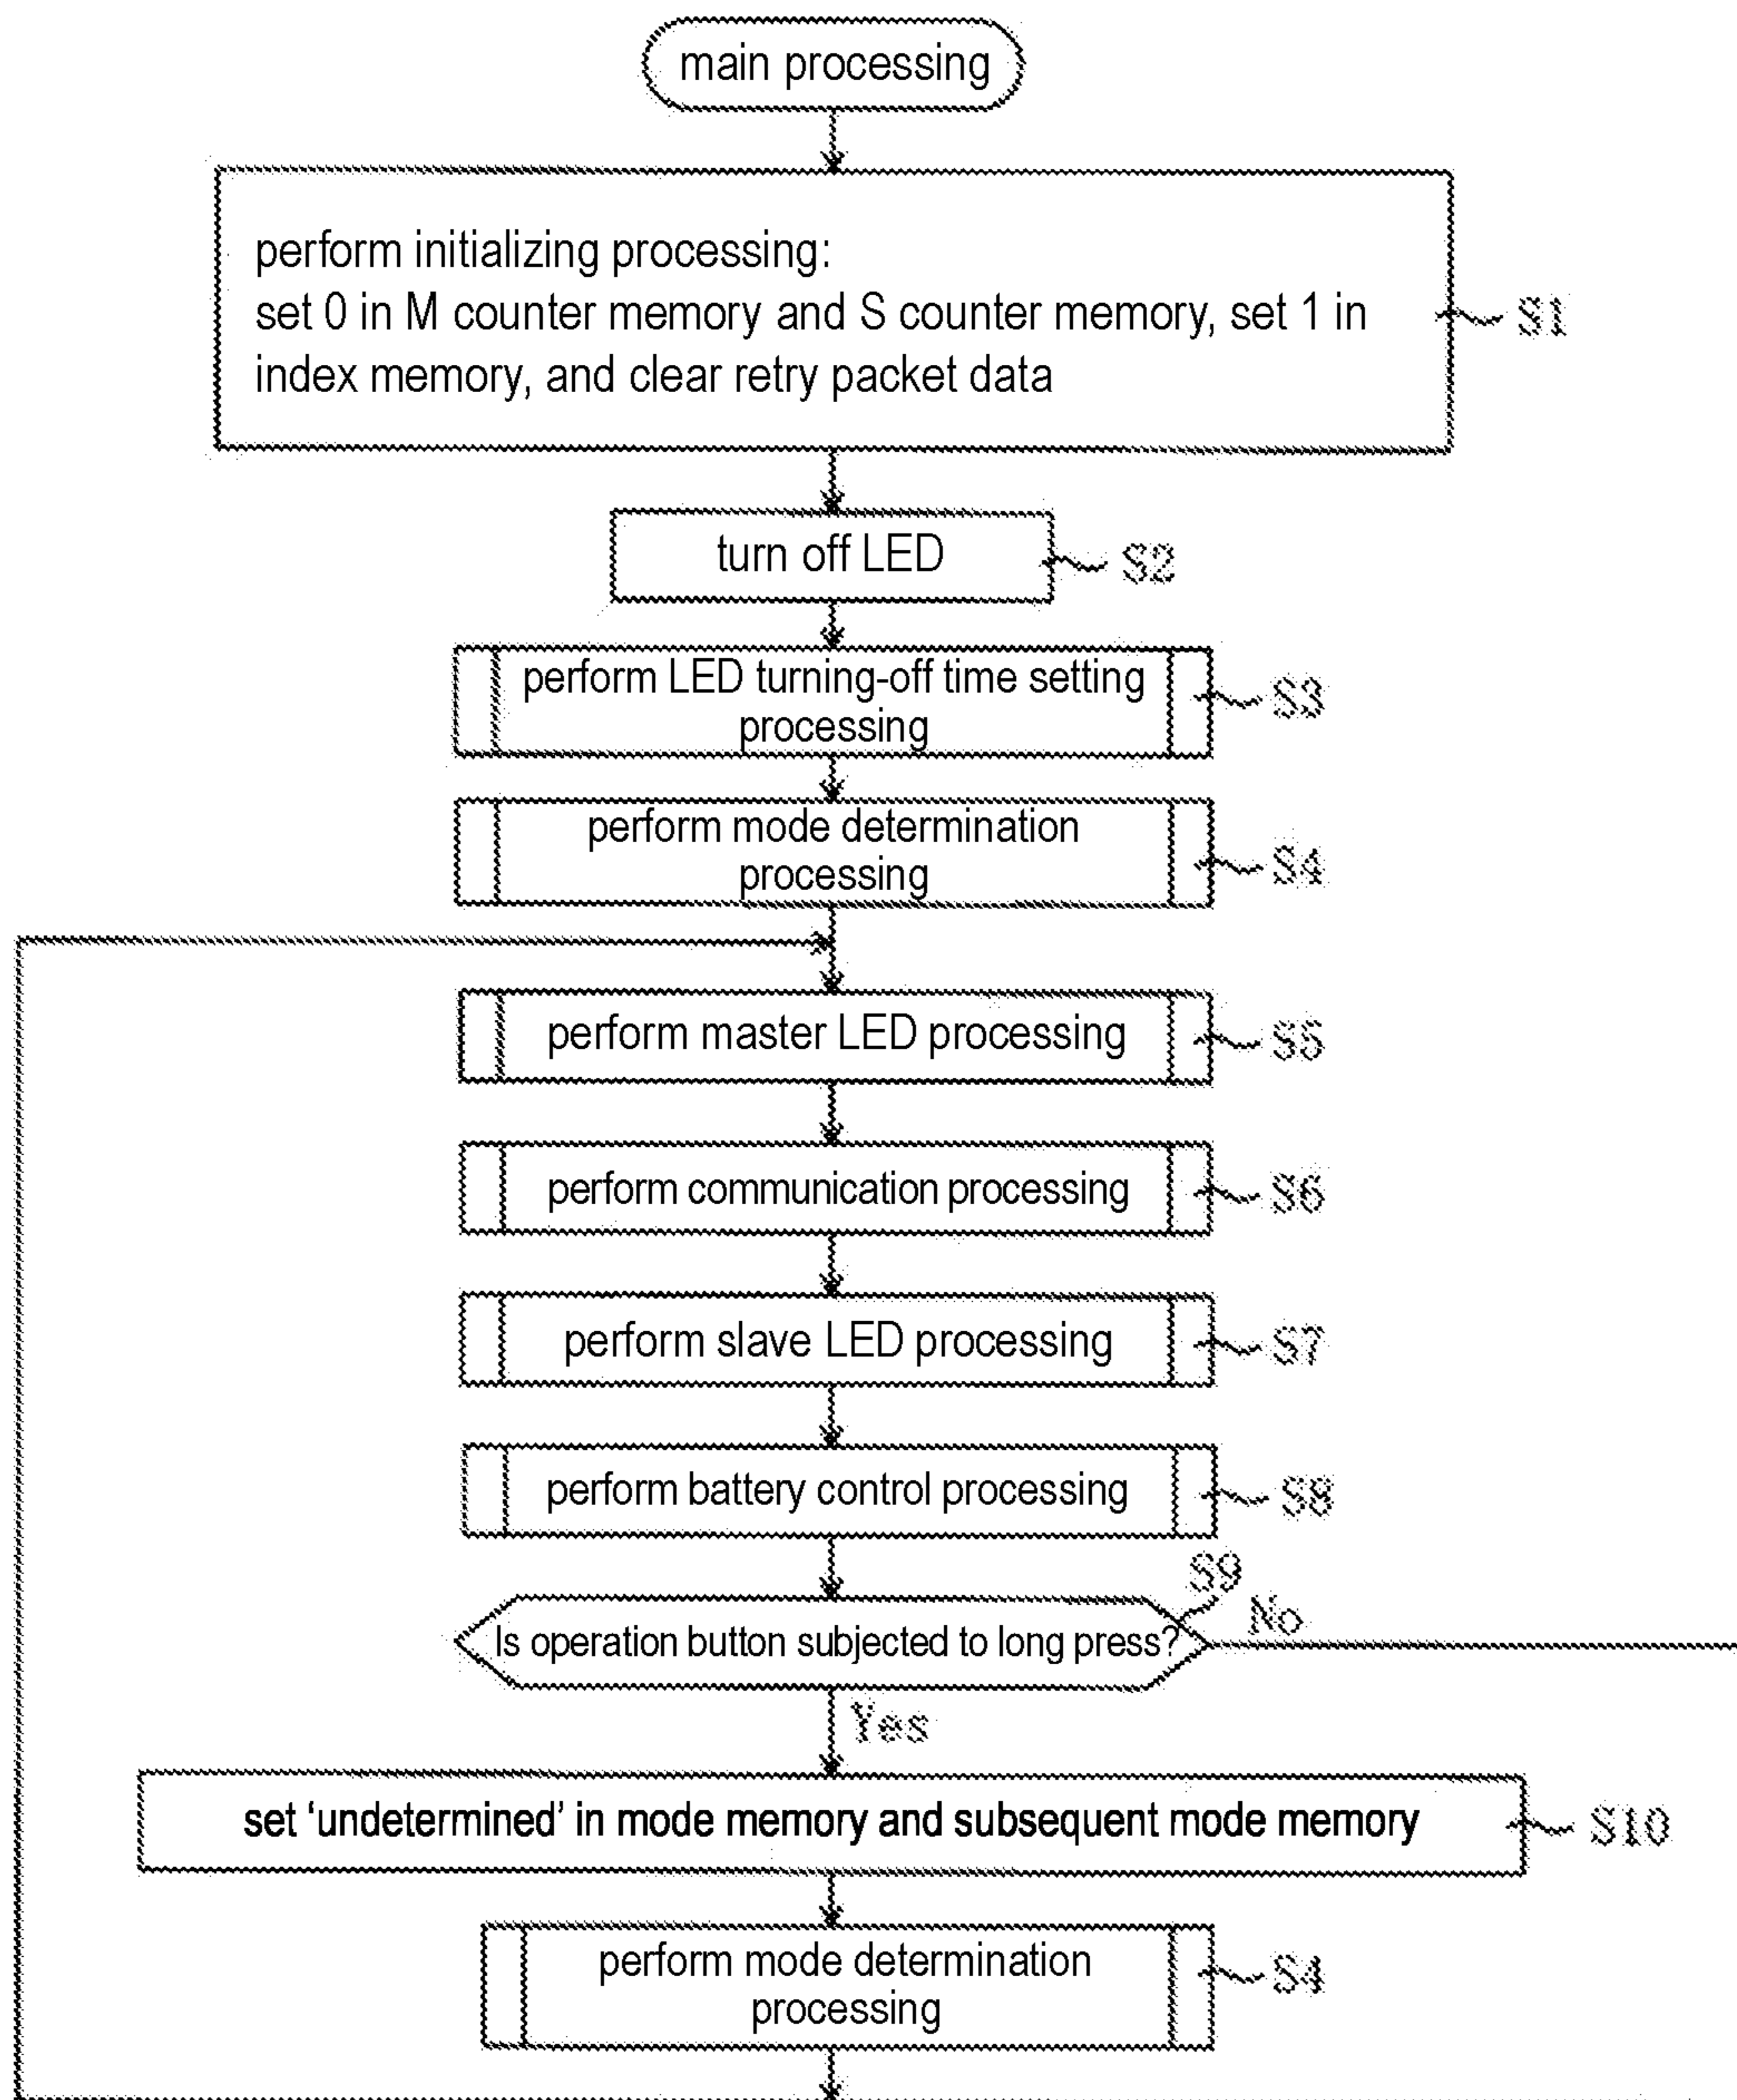 main processing
perform initializing processing:
set 0 in M counter memory and S counter memory, set 1 in
index memory, and clear retry packet data
S1
turn off LED
S2
perform LED turning-off time setting
processing
S3
perform mode determination
processing
S4
perform master LED processing
S5
perform communication processing
S6
perform slave LED processing
S7
perform battery control processing
S8
S9
Is operation button subjected to long press?
No
Yes
set ‘undetermined’ in mode memory and subsequent mode memory
S10
perform mode determination
processing
S4